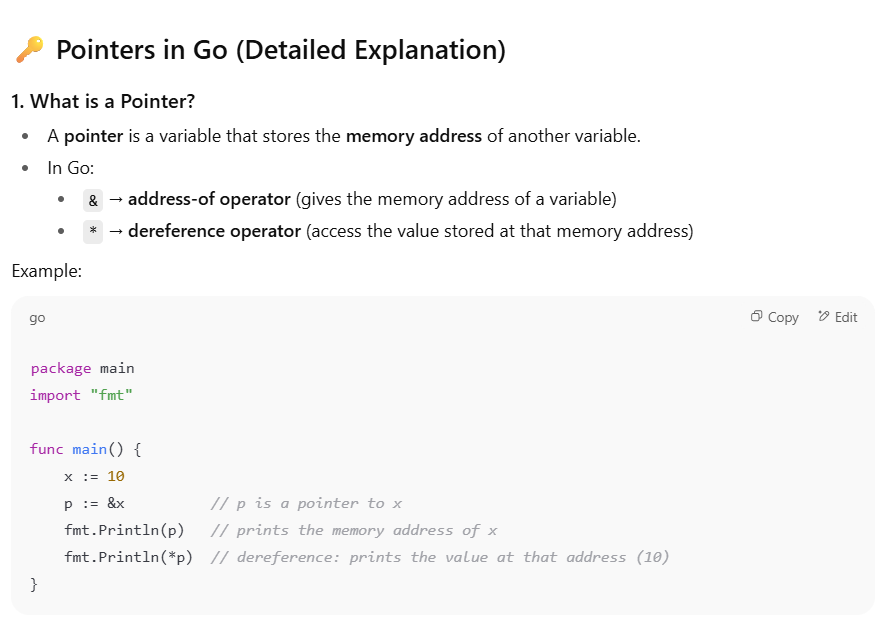 🔑 Pointers in Go (Detailed Explanation)
1. What is a Pointer?
• A pointer is a variable that stores the memory address of another variable.
• In Go:
• & → address-of operator (gives the memory address of a variable)
• * → dereference operator (access the value stored at that memory address)
Example:
go Copy Edit
package main
import "fmt"
func main() {
    x := 10
    p := &x          // p is a pointer to x
    fmt.Println(p)   // prints the memory address of x
    fmt.Println(*p)  // dereference: prints the value at that address (10)
}